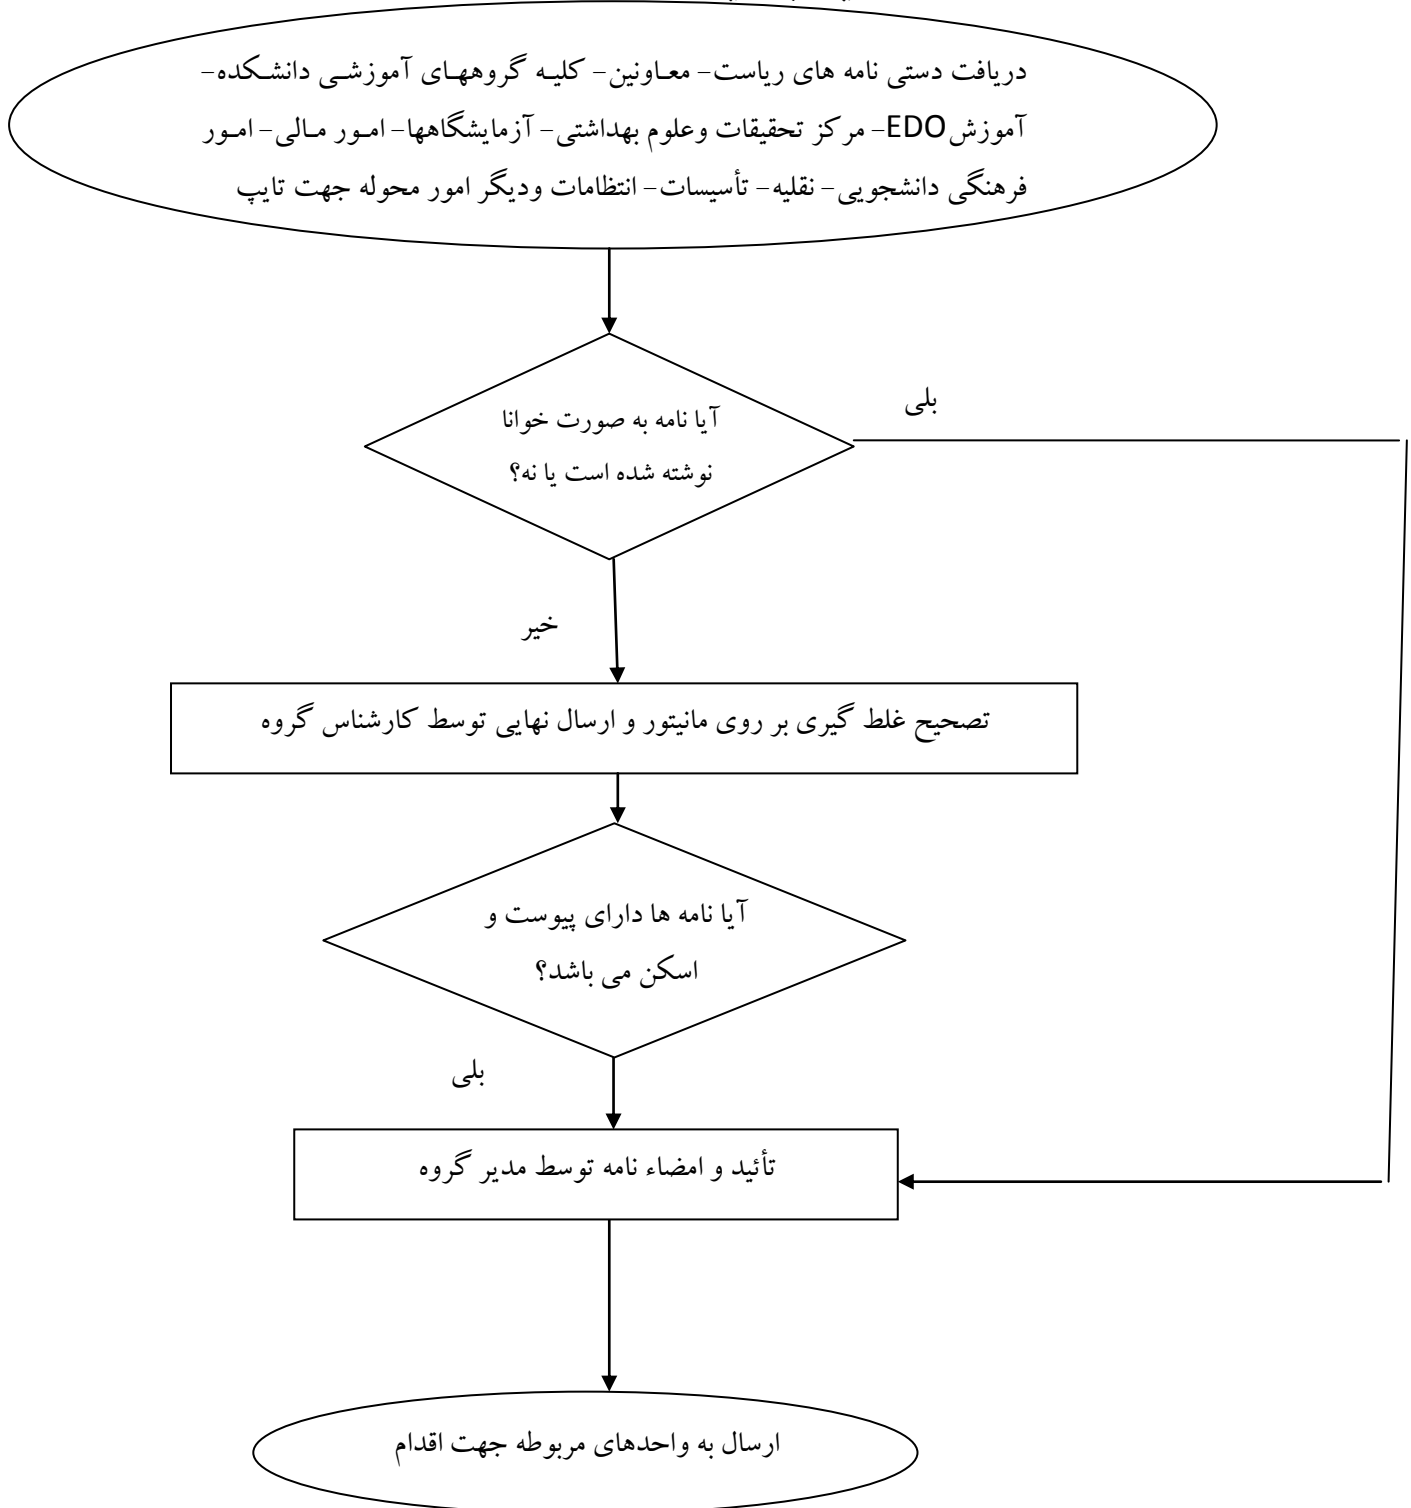 دریافت دستی نامه های ریاست- معاونین- کلیه گروههای آموزشی دانشکده-
آموزشEDO- مرکز تحقیقات وعلوم بهداشتی- آزمایشگاهها- امور مالی- امور
فرهنگی دانشجویی- نقلیه- تأسیسات- انتظامات ودیگر امور محوله جهت تایپ
آیا نامه به صورت خوانا
نوشته شده است یا نه؟
بلی
خیر
تصحیح غلط گیری بر روی مانیتور و ارسال نهایی توسط کارشناس گروه
آیا نامه ها دارای پیوست و
اسکن می باشد؟
بلی
تأئید و امضاء نامه توسط مدیر گروه
ارسال به واحدهای مربوطه جهت اقدام